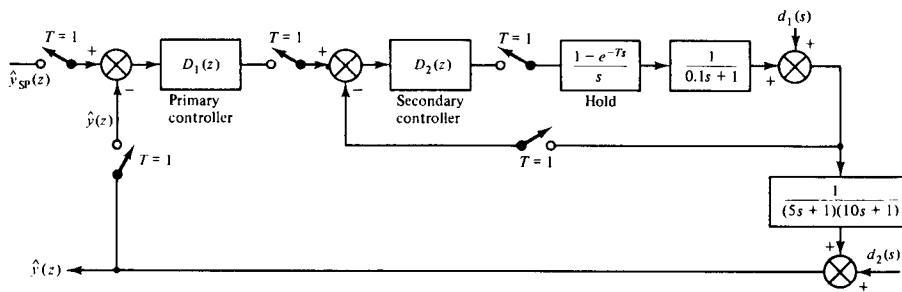 T = 1
ŷSP(z)
+
−
D1(z)
Primary
controller
T = 1
+
−
D2(z)
Secondary
controller
T = 1
1 − e^−Ts
s
Hold
1
0.1s + 1
d1(s)
+
+
ŷ(z)
T = 1
T = 1
1
(5s + 1)(10s + 1)
+
d2(s)
+
ŷ(z)